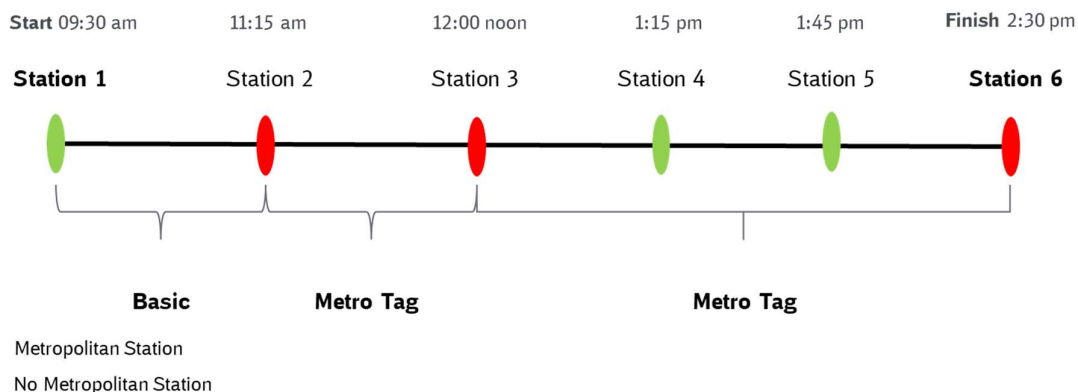 Start 09:30 am 11:15 am 12:00 noon 1:15 pm 1:45 pm Finish 2:30 pm
Station 1 Station 2 Station 3 Station 4 Station 5 Station 6
Basic Metro Tag Metro Tag
Metropolitan Station
No Metropolitan Station